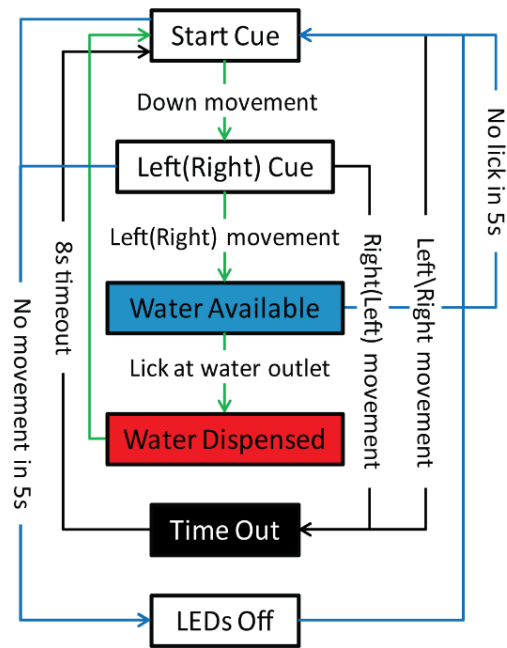 Start Cue
Down movement
Left(Right) Cue
Left(Right) movement
Water Available
Lick at water outlet
Water Dispensed
Time Out
LEDs Off
No movement in 5s
8s timeout
Right(Left) movement
Left\Right movement
No lick in 5s